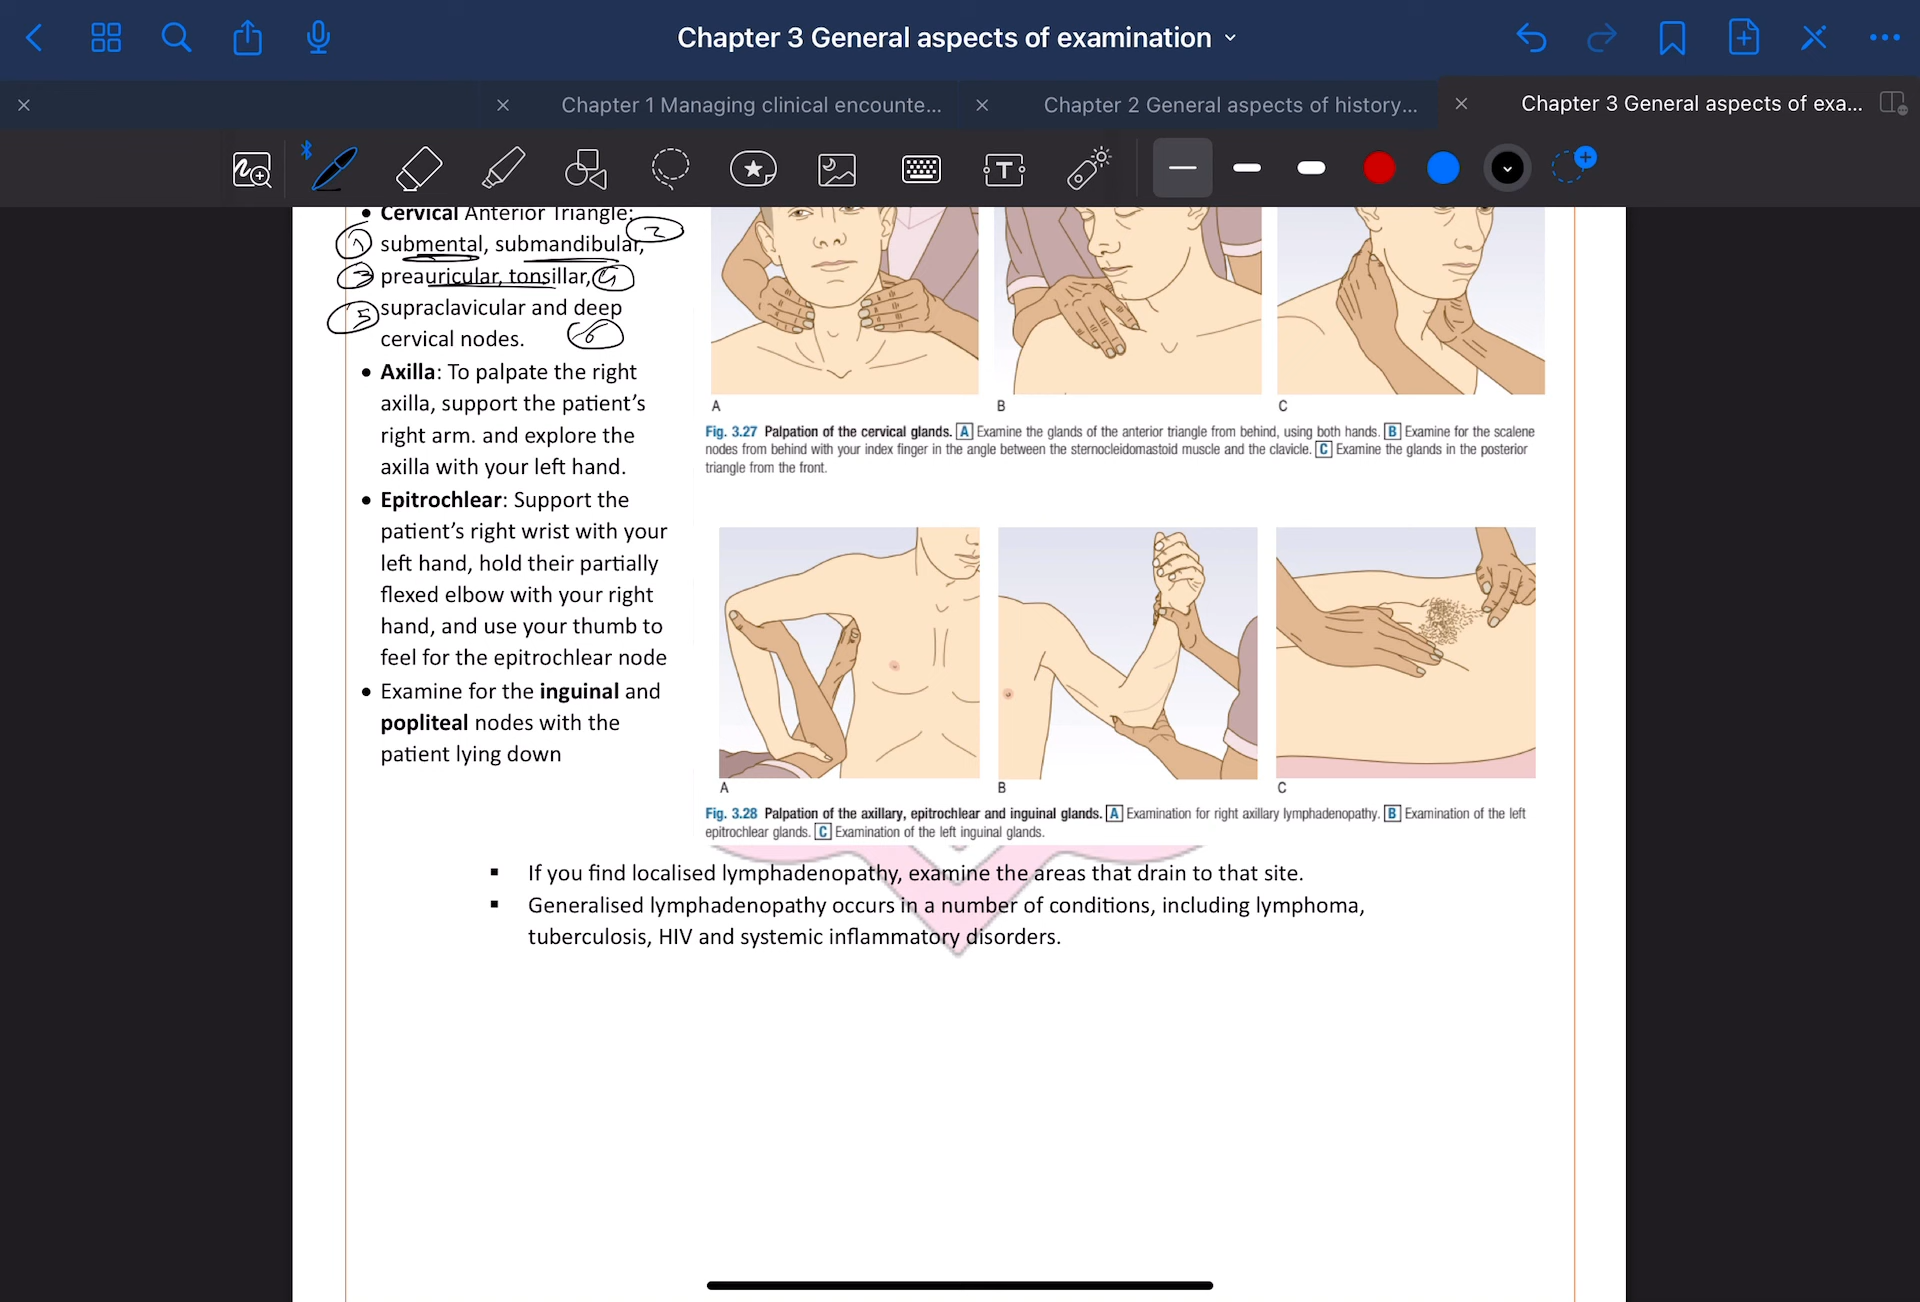 Chapter 3 General aspects of examination
Chapter 1 Managing clinical encounte...
Chapter 2 General aspects of history...
Chapter 3 General aspects of exa...
T
• Cervical Anterior Triangle:
1 submental, submandibular, 2
3 preauricular, tonsillar, 4
5 supraclavicular and deep
cervical nodes. 6
• Axilla: To palpate the right
axilla, support the patient’s
right arm. and explore the
axilla with your left hand.
• Epitrochlear: Support the
patient’s right wrist with your
left hand, hold their partially
flexed elbow with your right
hand, and use your thumb to
feel for the epitrochlear node
• Examine for the inguinal and
popliteal nodes with the
patient lying down
A B C
Fig. 3.27 Palpation of the cervical glands. A Examine the glands of the anterior triangle from behind, using both hands. B Examine for the scalene
nodes from behind with your index finger in the angle between the sternocleidomastoid muscle and the clavicle. C Examine the glands in the posterior
triangle from the front.
A B C
Fig. 3.28 Palpation of the axillary, epitrochlear and inguinal glands. A Examination for right axillary lymphadenopathy. B Examination of the left
epitrochlear glands. C Examination of the left inguinal glands.
▪ If you find localised lymphadenopathy, examine the areas that drain to that site.
▪ Generalised lymphadenopathy occurs in a number of conditions, including lymphoma,
tuberculosis, HIV and systemic inflammatory disorders.